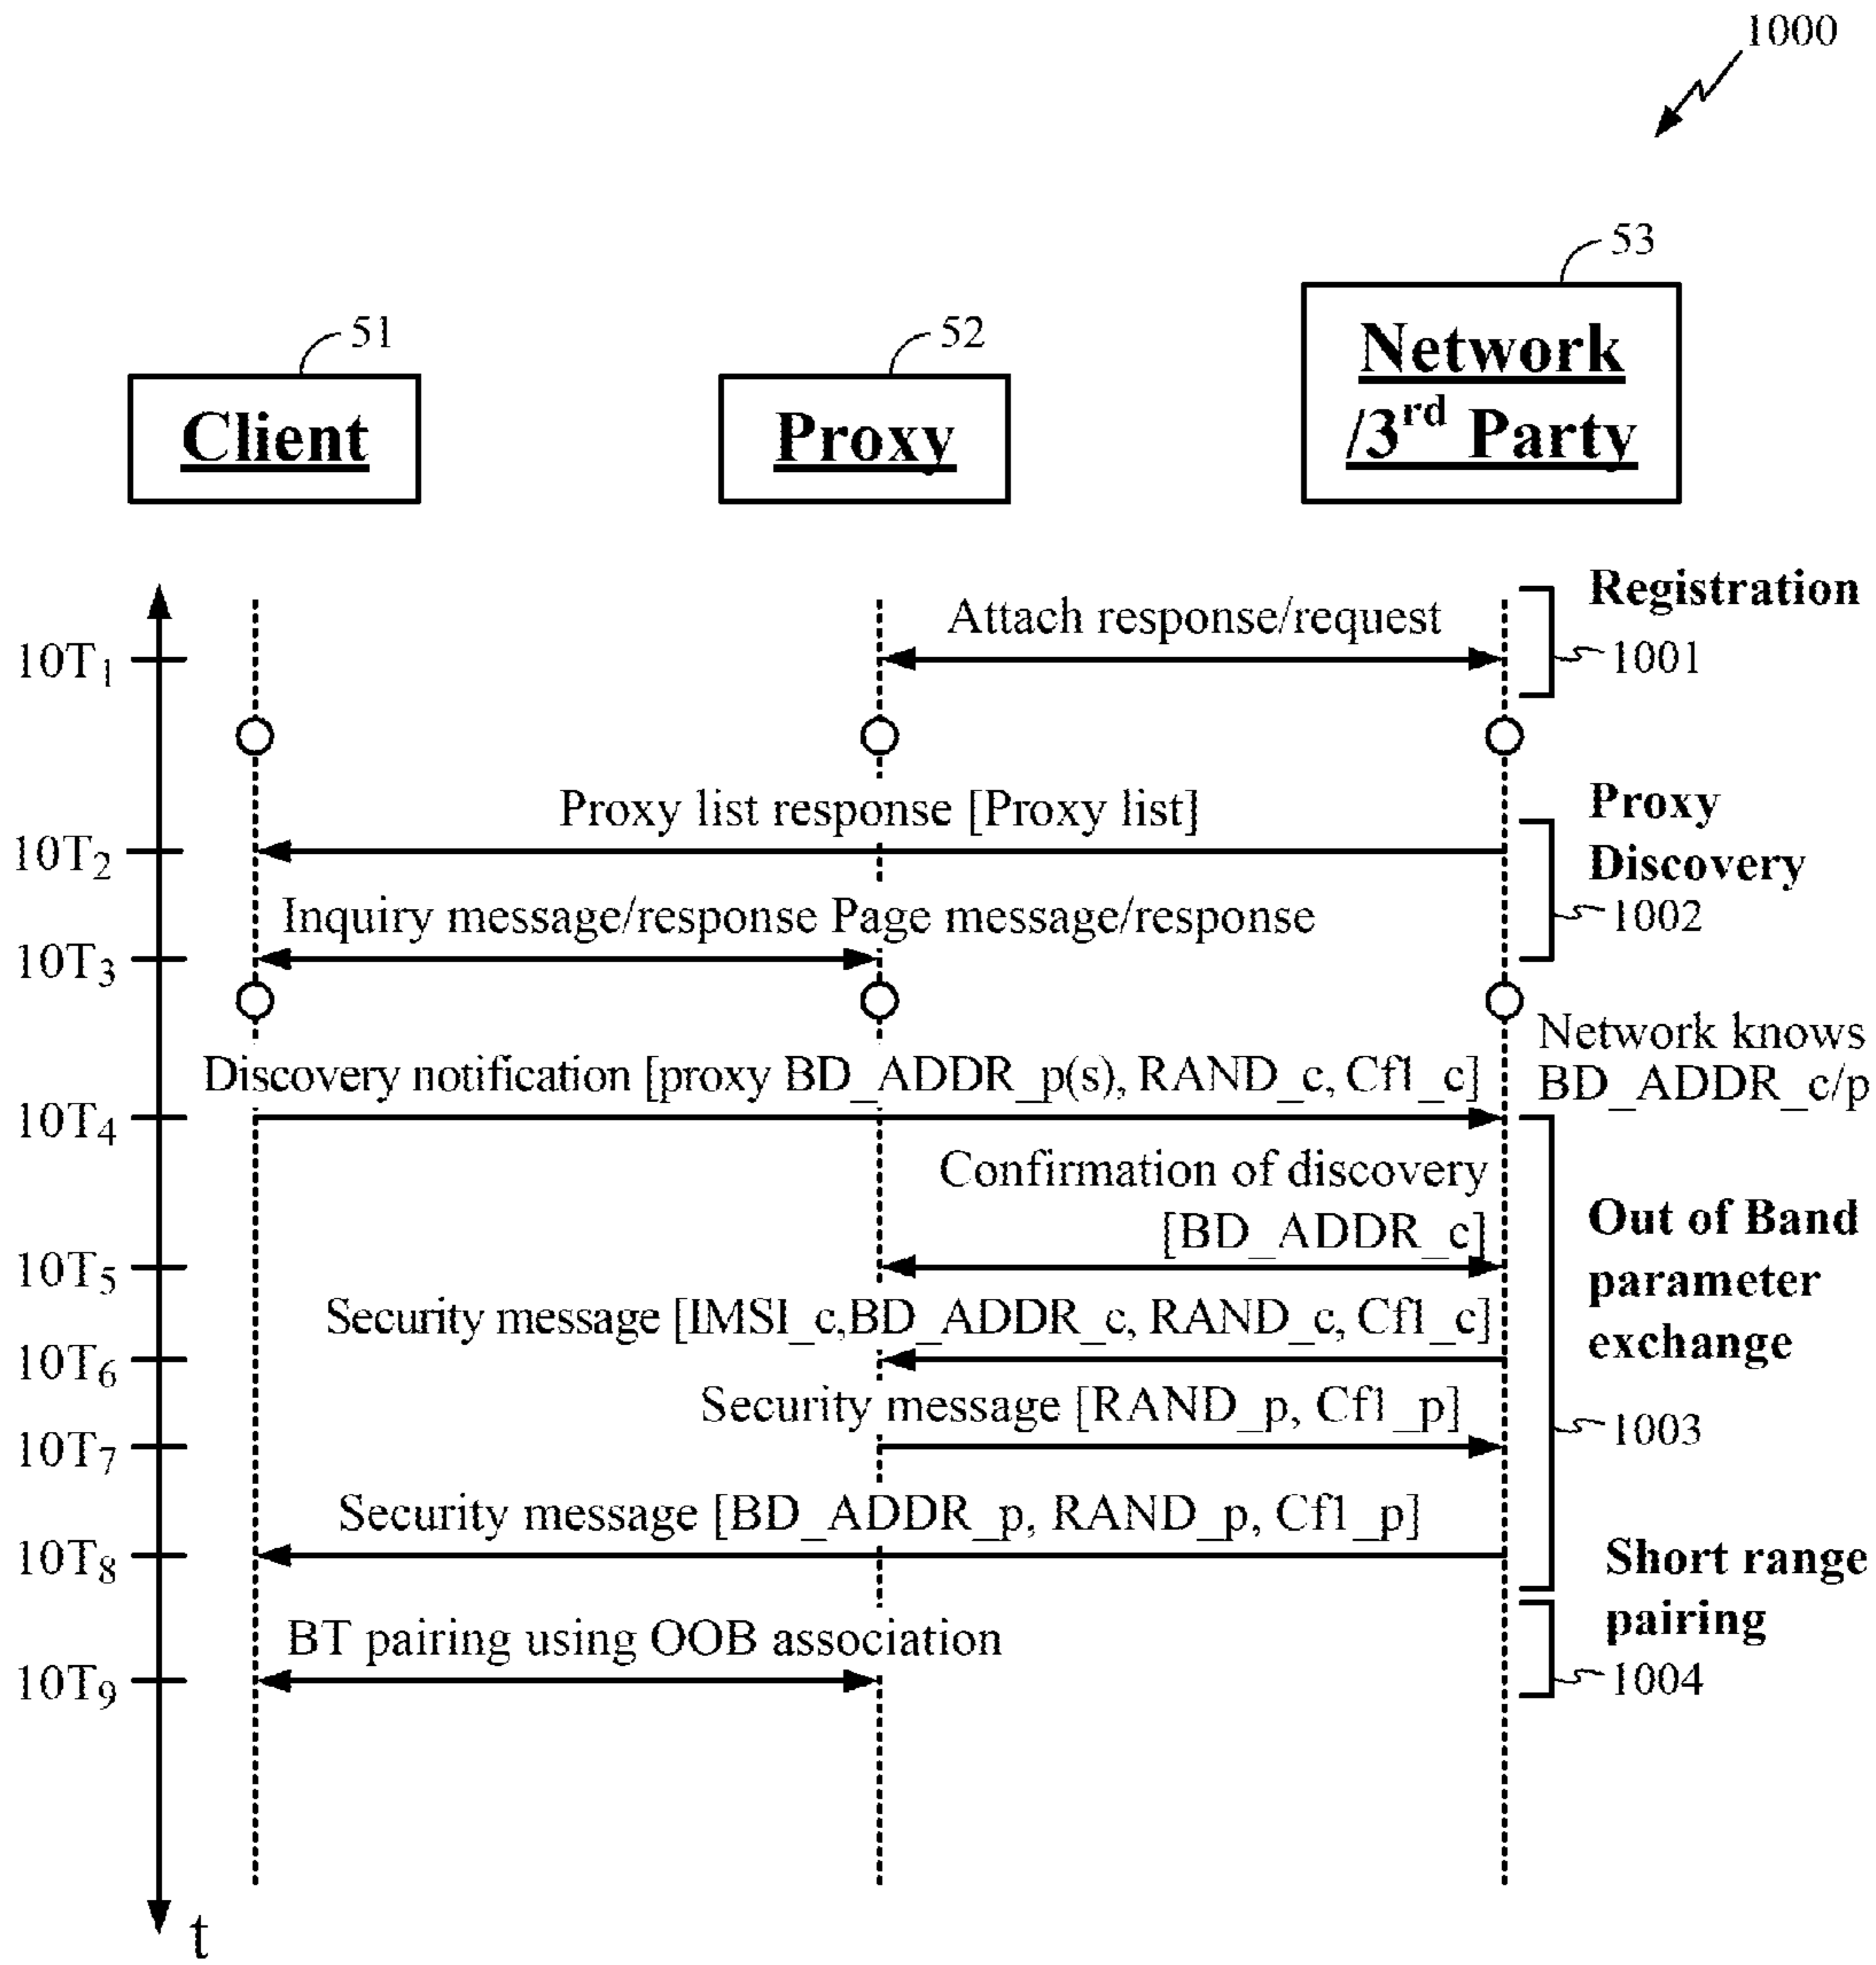 1000
53
51
52
Network
/3rd Party
Client
Proxy
Registration
Attach response/request
10T1
1001
Proxy list response [Proxy list]
Proxy
Discovery
10T2
1002
Inquiry message/response Page message/response
10T3
Network knows
BD_ADDR_c/p
Discovery notification [proxy BD_ADDR_p(s), RAND_c, Cf1_c]
10T4
Confirmation of discovery
[BD_ADDR_c]
Out of Band
parameter
exchange
10T5
Security message [IMSI_c,BD_ADDR_c, RAND_c, Cf1_c]
10T6
Security message [RAND_p, Cf1_p]
1003
10T7
Security message [BD_ADDR_p, RAND_p, Cf1_p]
10T8
Short range
pairing
BT pairing using OOB association
10T9
1004
t